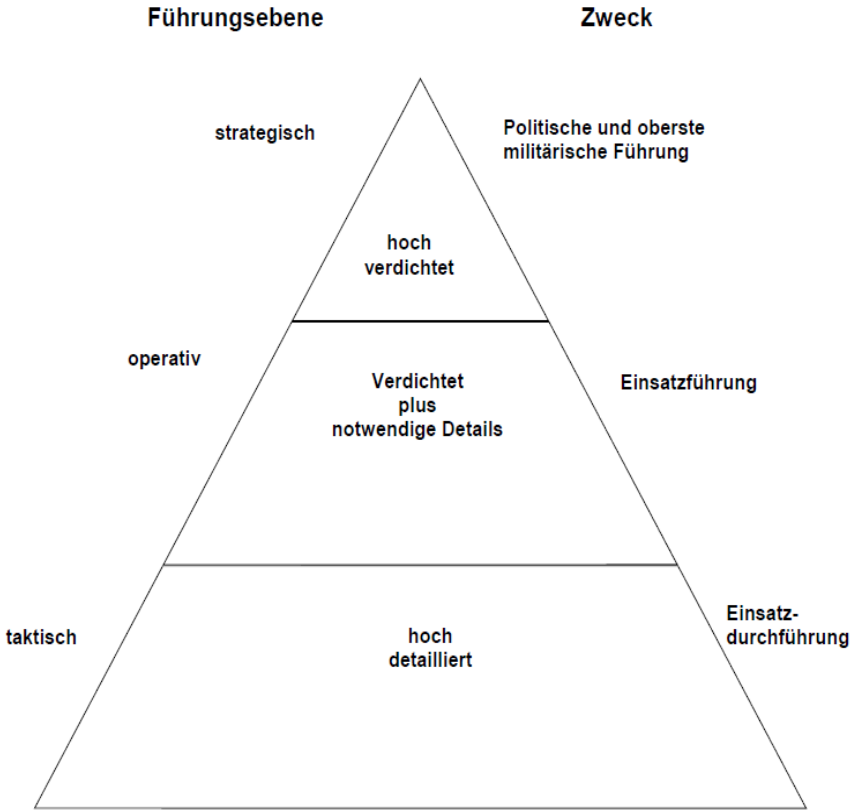 Führungsebene
Zweck
strategisch
Politische und oberste
militärische Führung
hoch
verdichtet
operativ
Verdichtet
plus
notwendige Details
Einsatzführung
taktisch
hoch
detailliert
Einsatz-
durchführung